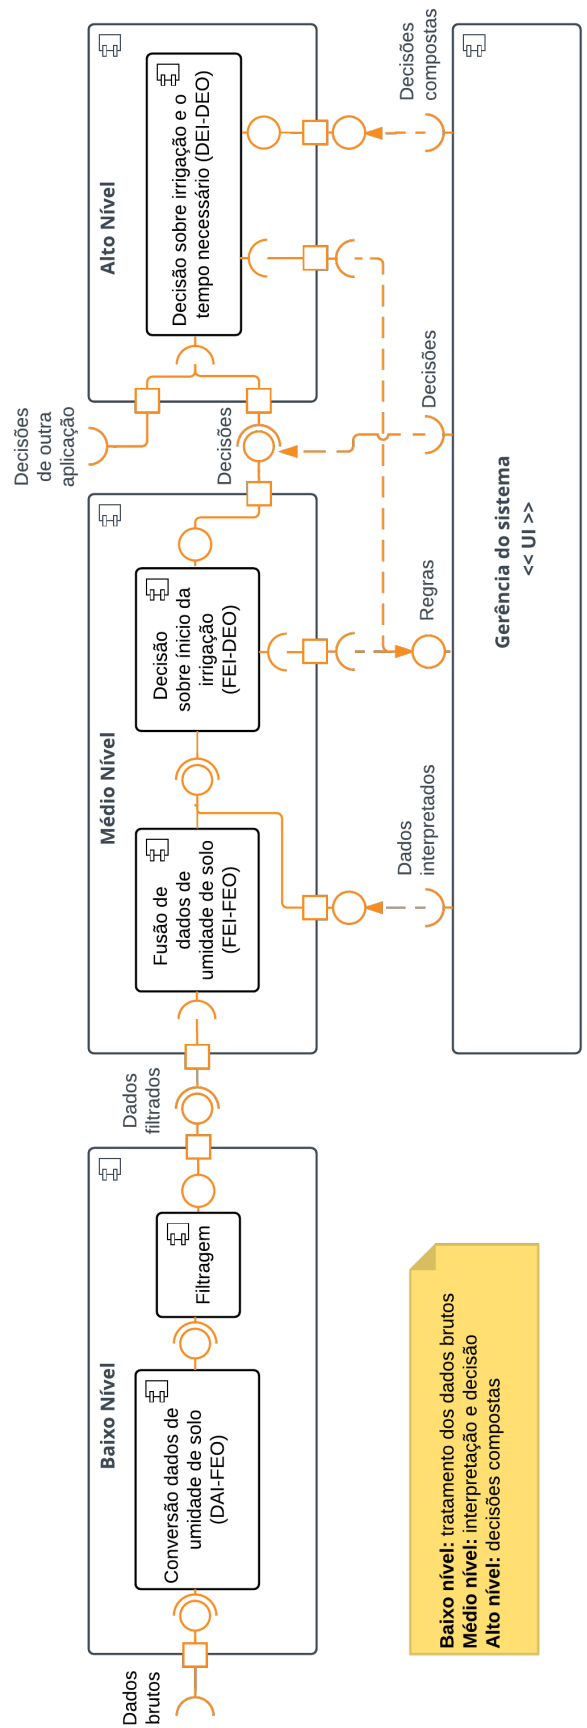 Dados
brutos
Baixo Nível
Conversão dados de
umidade de solo
(DAI-FEO)
Filtragem
Dados
filtrados
Médio Nível
Fusão de
dados de
umidade de solo
(FEI-FEO)
Decisão
sobre ínicio da
irrigação
(FEI-DEO)
Decisões
Decisões
de outra
aplicação
Alto Nível
Decisão sobre irrigação e o
tempo necessário (DEI-DEO)
Dados
interpretados
Regras
Decisões
Decisões
compostas
Gerência do sistema
<< UI >>
Baixo nível: tratamento dos dados brutos
Médio nível: interpretação e decisão
Alto nível: decisões compostas